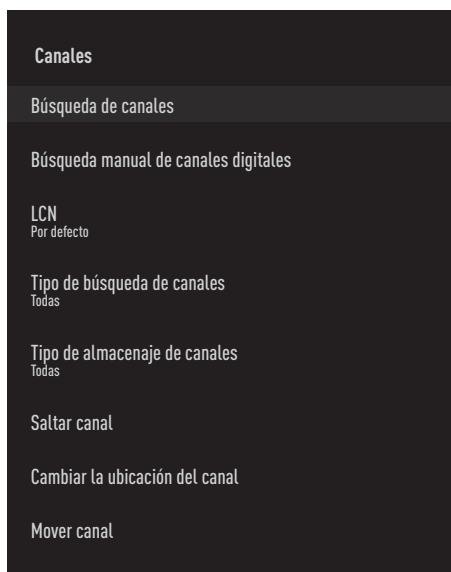 Canales
Búsqueda de canales
Búsqueda manual de canales digitales
LCN
Por defecto
Tipo de búsqueda de canales
Todas
Tipo de almacenaje de canales
Todas
Saltar canal
Cambiar la ubicación del canal
Mover canal